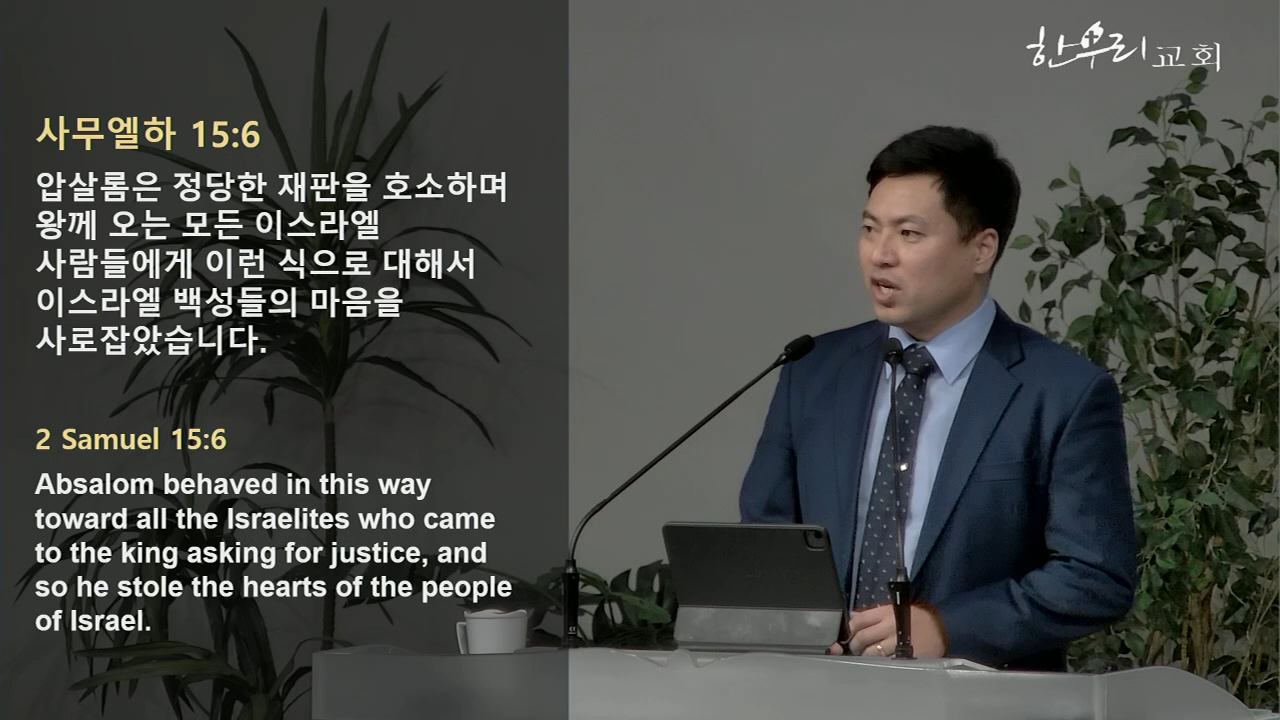 한우리교회
사무엘하 15:6
압살롬은 정당한 재판을 호소하며
왕께 오는 모든 이스라엘
사람들에게 이런 식으로 대해서
이스라엘 백성들의 마음을
사로잡았습니다.
2 Samuel 15:6
Absalom behaved in this way
toward all the Israelites who came
to the king asking for justice, and
so he stole the hearts of the people
of Israel.